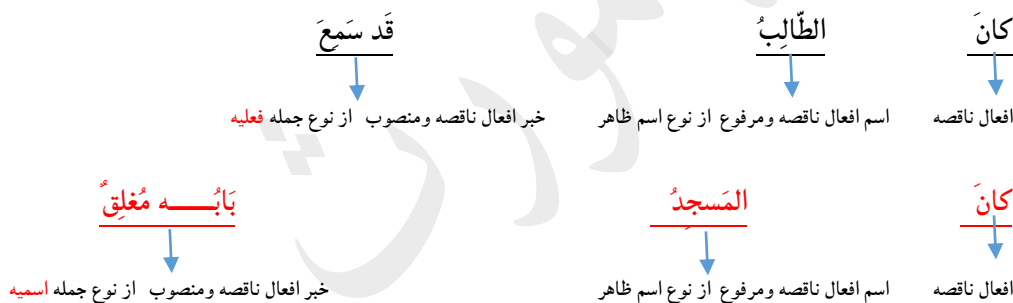 كانَ الطّالِبُ قَد سَمِعَ
افعال ناقصه اسم افعال ناقصه ومرفوع از نوع اسم ظاهر خبر افعال ناقصه ومنصوب از نوع جمله فعلیه
كانَ المَسجِدُ بَابُـــــه مُغلِقٌ
افعال ناقصه اسم افعال ناقصه ومرفوع از نوع اسم ظاهر خبر افعال ناقصه ومنصوب از نوع جمله اسمیه